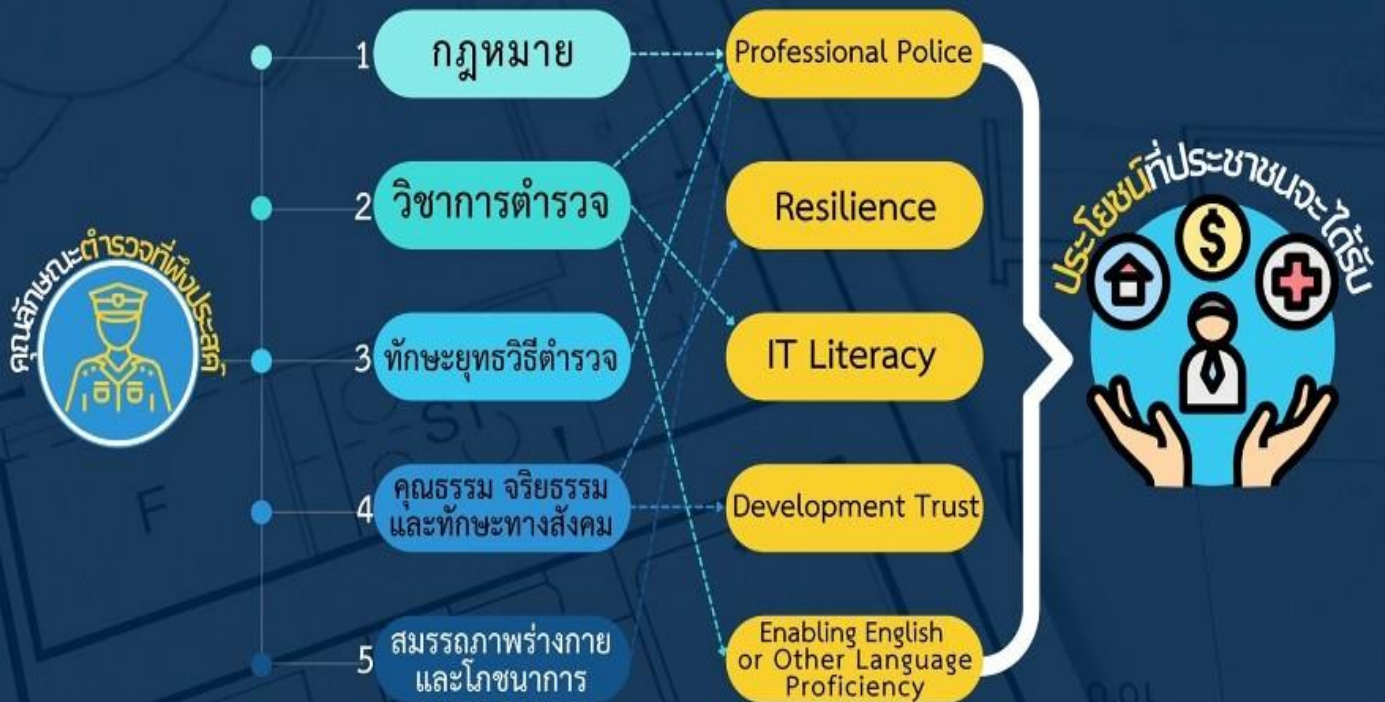 คุณลักษณะตำรวจที่พึงประสงค์
1 กฎหมาย
2 วิชาการตำรวจ
3 ทักษะยุทธวิธีตำรวจ
4 คุณธรรม จริยธรรม
และทักษะทางสังคม
5 สมรรถภาพร่างกาย
และโภชนาการ
Professional Police
Resilience
IT Literacy
Development Trust
Enabling English
or Other Language
Proficiency
ประโยชน์ที่ประชาชนจะได้รับ
$
F